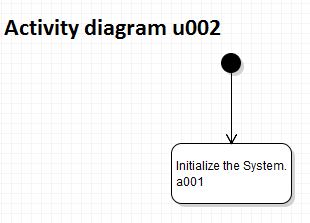 Activity diagram u002
Initialize the System.
a001